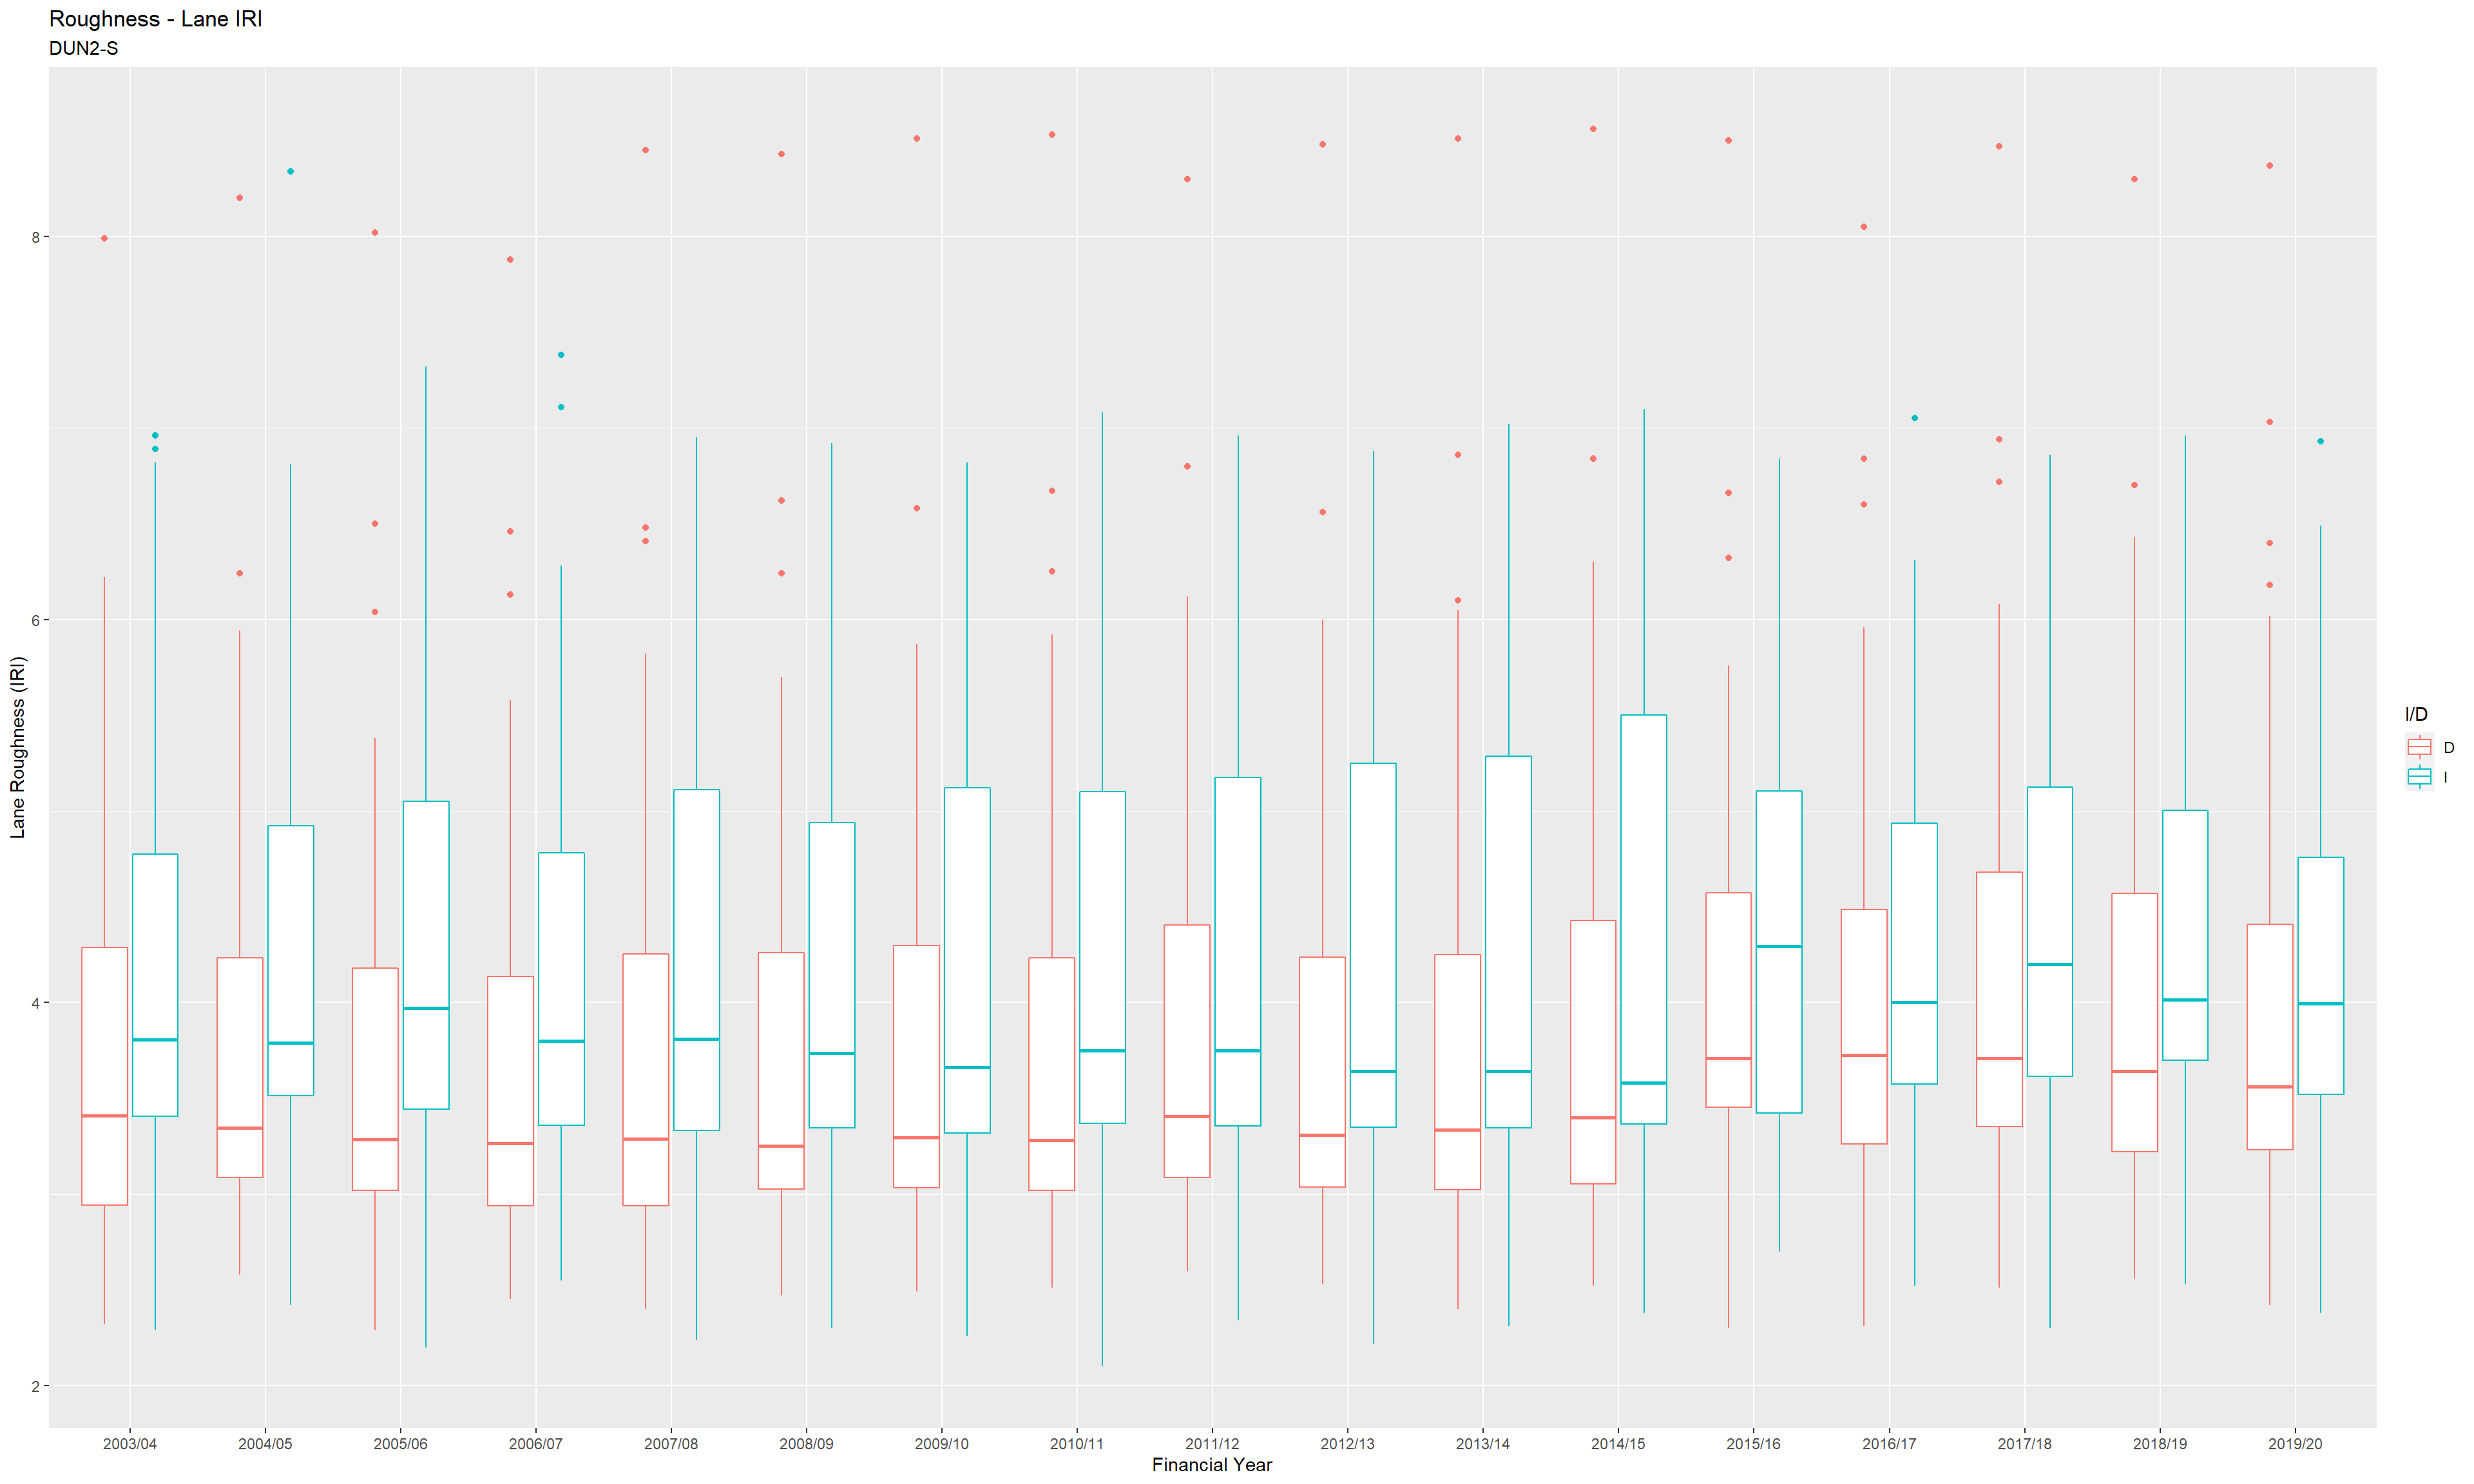 Roughness - Lane IRI
DUN2-S
Lane Roughness (IRI)
8
6
4
2
2003/04 2004/05 2005/06 2006/07 2007/08 2008/09 2009/10 2010/11 2011/12 2012/13 2013/14 2014/15 2015/16 2016/17 2017/18 2018/19 2019/20
Financial Year
I/D
D
I